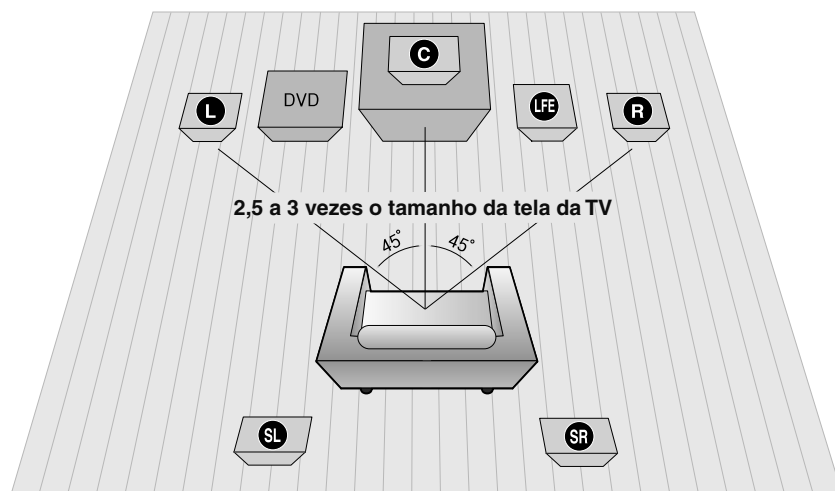 C
L
DVD
LFE
R
2,5 a 3 vezes o tamanho da tela da TV
45° 45°
SL
SR